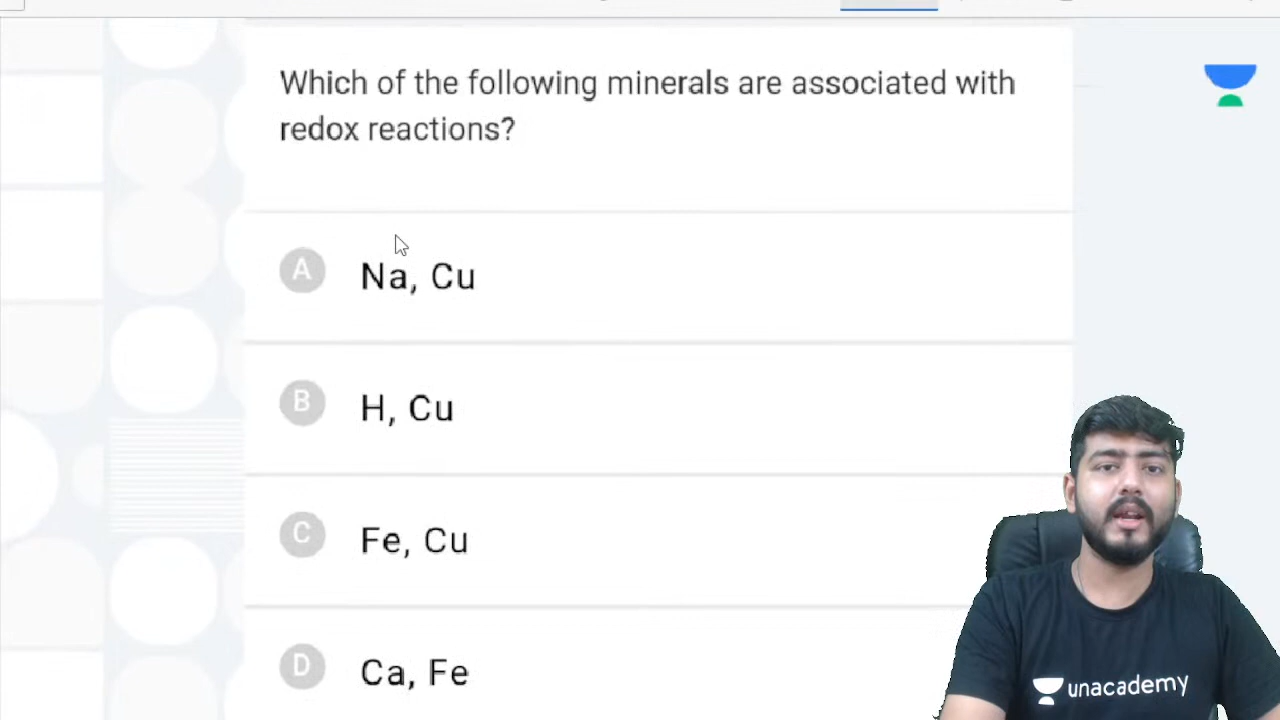 Which of the following minerals are associated with
redox reactions?
A
Na, Cu
B
H, Cu
C
Fe, Cu
D
Ca, Fe
unacademy